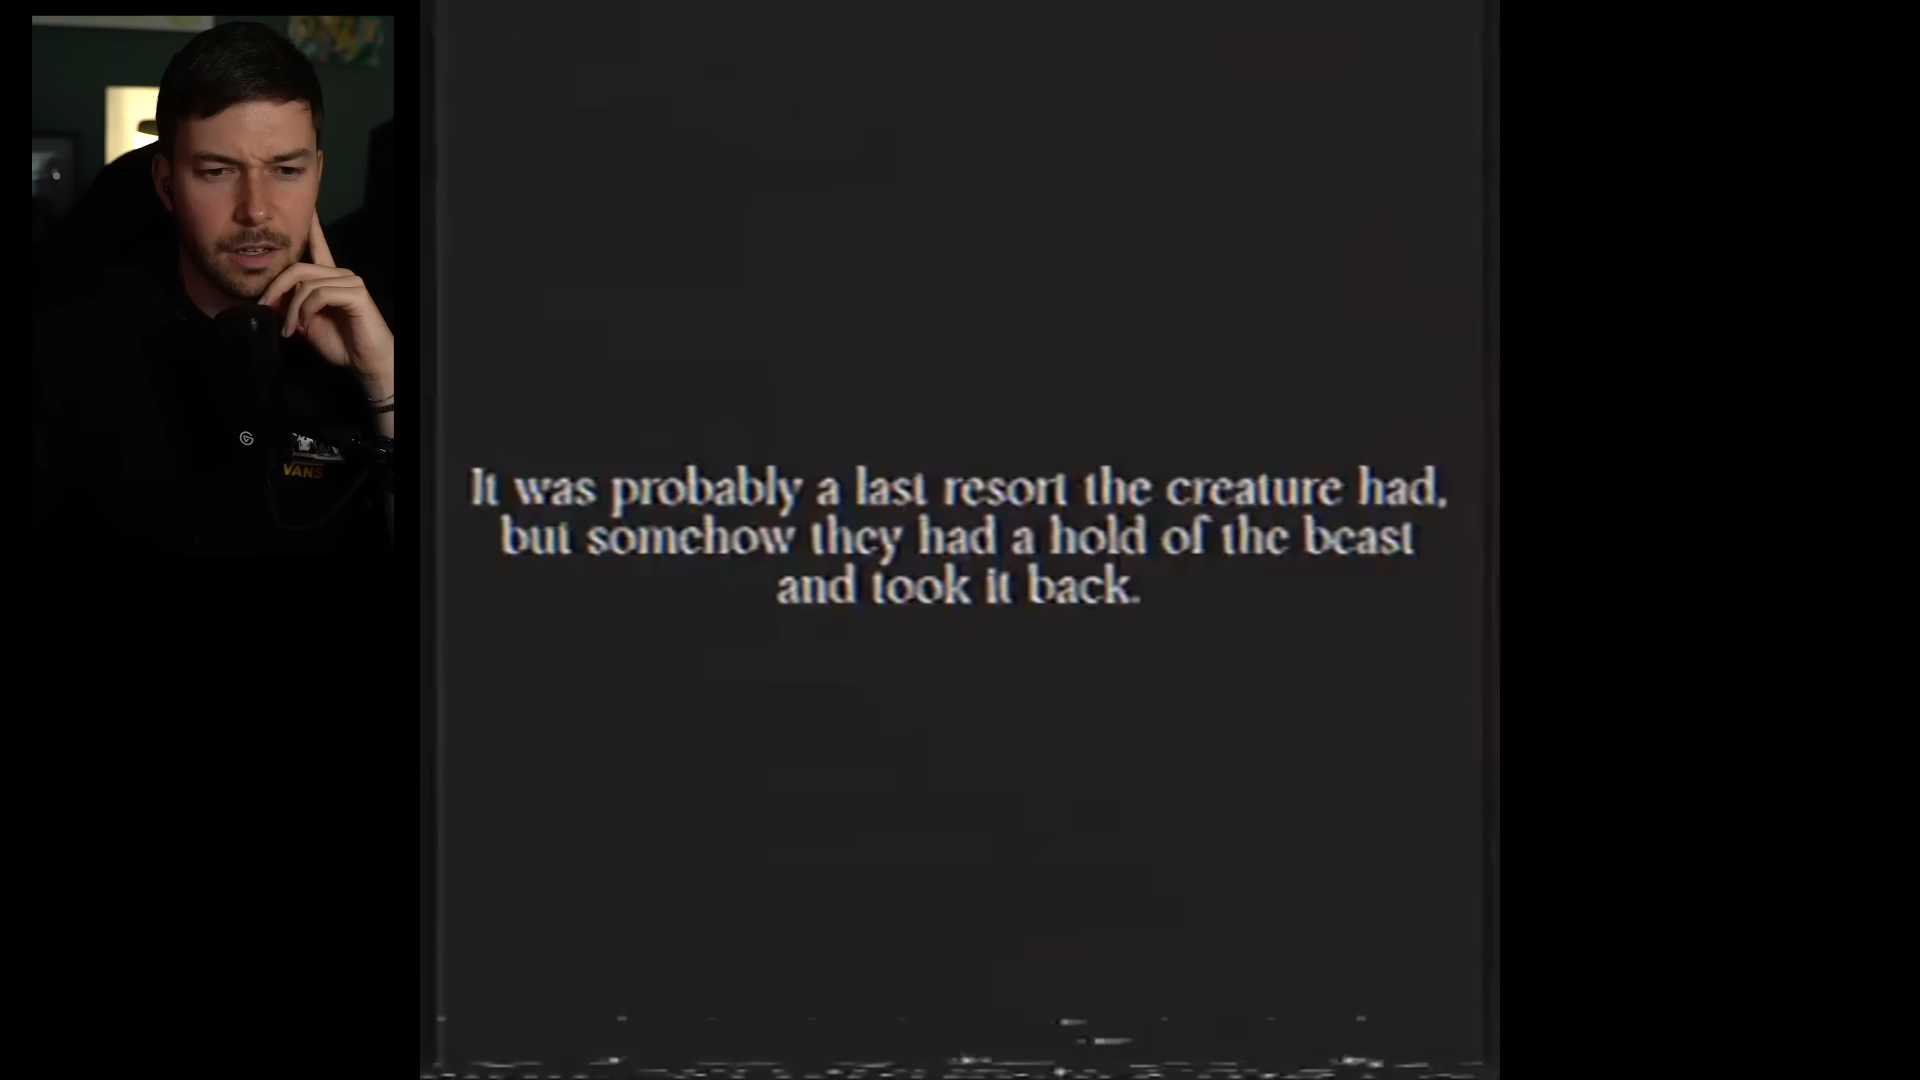 It was probably a last resort the creature had,
but somehow they had a hold of the beast
and took it back.
VANS